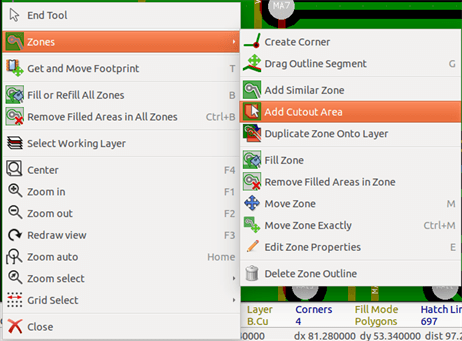 MA7
End Tool
Zones
Get and Move Footprint T
Fill or Refill All Zones B
Remove Filled Areas in All Zones Ctrl+B
Select Working Layer
Center F4
Zoom in F1
Zoom out F2
Redraw view F3
Zoom auto Home
Zoom select
Grid Select
Close
Create Corner
Drag Outline Segment G
Add Similar Zone
Add Cutout Area
Duplicate Zone Onto Layer
Fill Zone
Remove Filled Areas in Zone
Move Zone M
Move Zone Exactly Ctrl+M
Edit Zone Properties E
Delete Zone Outline
Layer Corners Fill Mode Hatch Lin
B.Cu 4 Polygons 697
0000 dx 81.280000 dy 53.340000 dist 97.2